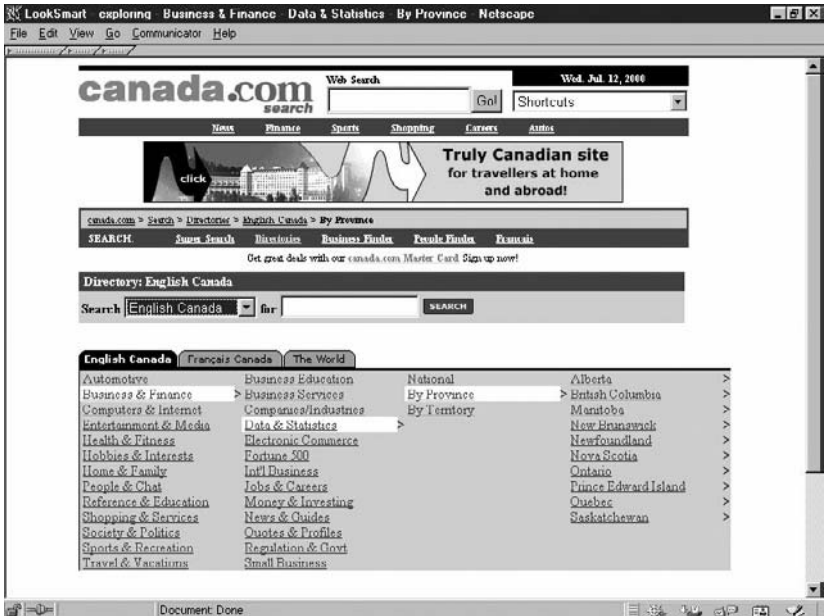 LookSmart - exploring - Business & Finance - Data & Statistics - By Province - Netscape
File Edit View Go Communicator Help
canada.com search
Web Search
Wed. Jul. 12, 2000
Go!
Shortcuts
News Finance Sports Shopping Careers Autos
click
Truly Canadian site
for travellers at home
and abroad!
canada.com > Search > Directories > English Canada > By Province
SEARCH Super Search Directories Business Finder People Finder Francais
Get great deals with our canada.com Master Card Sign up now!
Directory: English Canada
Search English Canada for SEARCH
English Canada Français Canada The World
Automotive Business Education National Alberta >
Business & Finance > Business Services By Province > British Columbia >
Computers & Internet Companies/Industries By Territory Manitoba >
Entertainment & Media Data & Statistics > New Brunswick >
Health & Fitness Electronic Commerce Newfoundland >
Hobbies & Interests Fortune 500 Nova Scotia >
Home & Family Int'l Business Ontario >
People & Chat Jobs & Careers Prince Edward Island >
Reference & Education Money & Investing Quebec >
Shopping & Services News & Guides Saskatchewan >
Society & Politics Quotes & Profiles
Sports & Recreation Regulation & Govt
Travel & Vacations Small Business
Document: Done